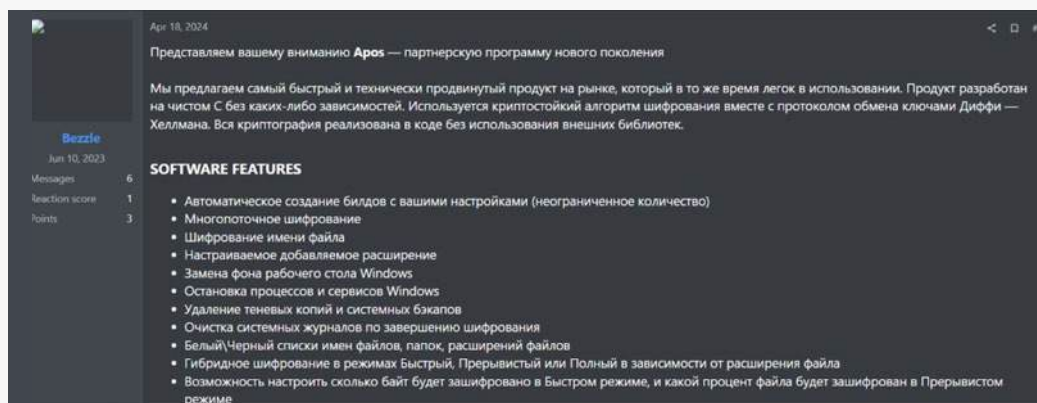 Apr 18, 2024
Представляем вашему вниманию Apos — партнерскую программу нового поколения
Мы предлагаем самый быстрый и технически продвинутый продукт на рынке, который в то же время легок в использовании. Продукт разработан
на чистом C без каких-либо зависимостей. Используется криптостойкий алгоритм шифрования вместе с протоколом обмена ключами Диффи —
Хеллмана. Вся криптография реализована в коде без использования внешних библиотек.
Bezzle
Jun 10, 2023
Messages 6
Reaction score 1
Points 3
SOFTWARE FEATURES
• Автоматическое создание билдов с вашими настройками (неограниченное количество)
• Многопоточное шифрование
• Шифрование имени файла
• Настраиваемое добавляемое расширение
• Замена фона рабочего стола Windows
• Остановка процессов и сервисов Windows
• Удаление теневых копий и системных бэкапов
• Очистка системных журналов по завершению шифрования
• Белый\Черный списки имен файлов, папок, расширений файлов
• Гибридное шифрование в режимах Быстрый, Прерывистый или Полный в зависимости от расширения файла
• Возможность настроить сколько байт будет зашифровано в Быстром режиме, и какой процент файла будет зашифрован в Прерывистом
режиме